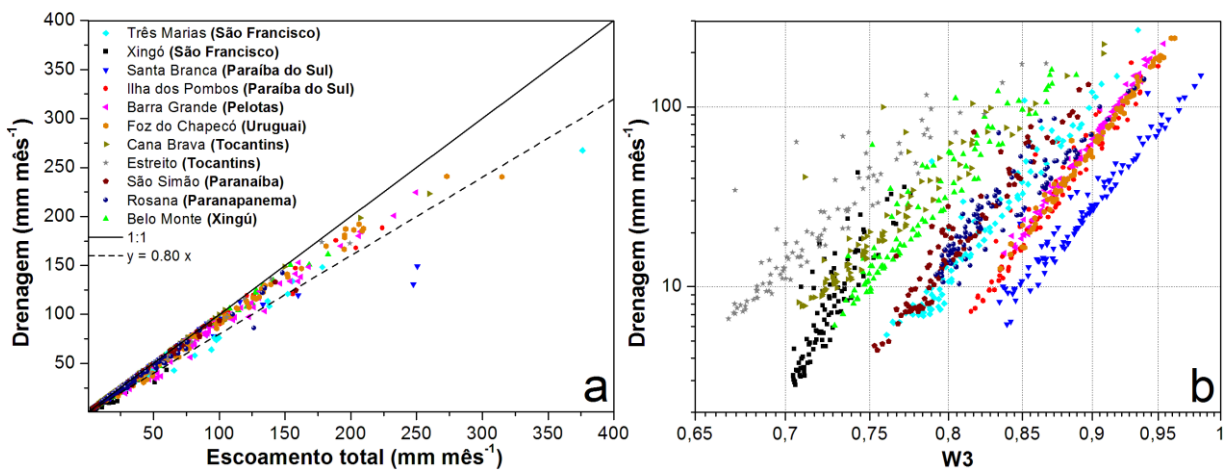 400
350
300
250
200
150
100
50
Drenagem (mm mês⁻¹)
Três Marias (São Francisco)
Xingó (São Francisco)
Santa Branca (Paraíba do Sul)
Ilha dos Pombos (Paraíba do Sul)
Barra Grande (Pelotas)
Foz do Chapecó (Uruguai)
Cana Brava (Tocantins)
Estreito (Tocantins)
São Simão (Paranaíba)
Rosana (Paranapanema)
Belo Monte (Xingú)
1:1
y = 0.80 x
a
50 100 150 200 250 300 350 400
Escoamento total (mm mês⁻¹)
Drenagem (mm mês⁻¹)
100
10
b
0,65 0,7 0,75 0,8 0,85 0,9 0,95 1
W3